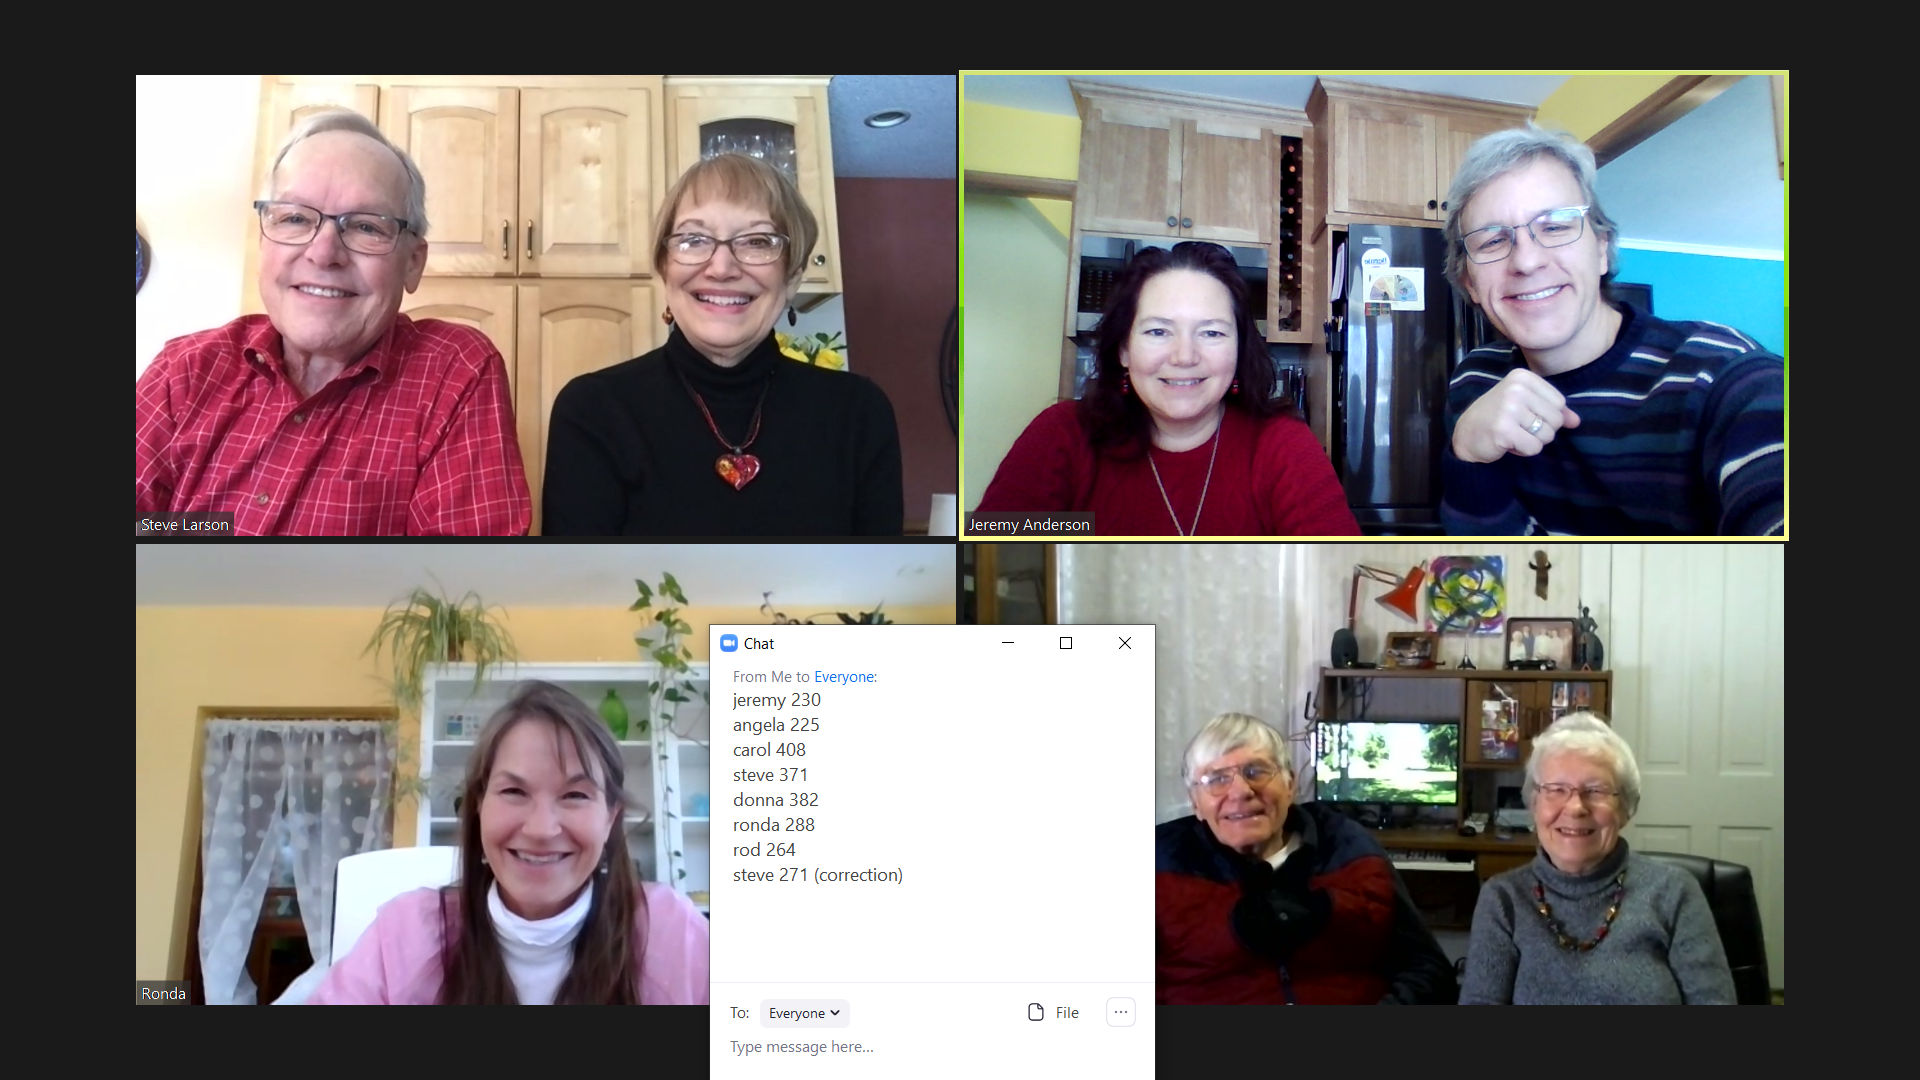 Steve Larson
Jeremy Anderson
Ronda
Chat
From Me to Everyone:
jeremy 230
angela 225
carol 408
steve 371
donna 382
ronda 288
rod 264
steve 271 (correction)
To: Everyone
File
Type message here...